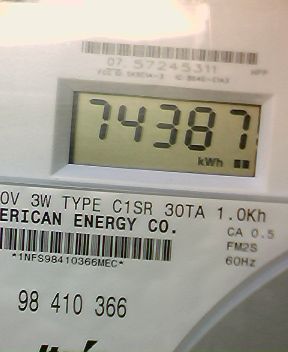 07 57245311
74387
kWh
0V 3W TYPE C1SR 30TA 1.0Kh
ERICAN ENERGY CO.
CA 0.5
FM2S
60Hz
*1NFS98410366MEC*
98 410 366